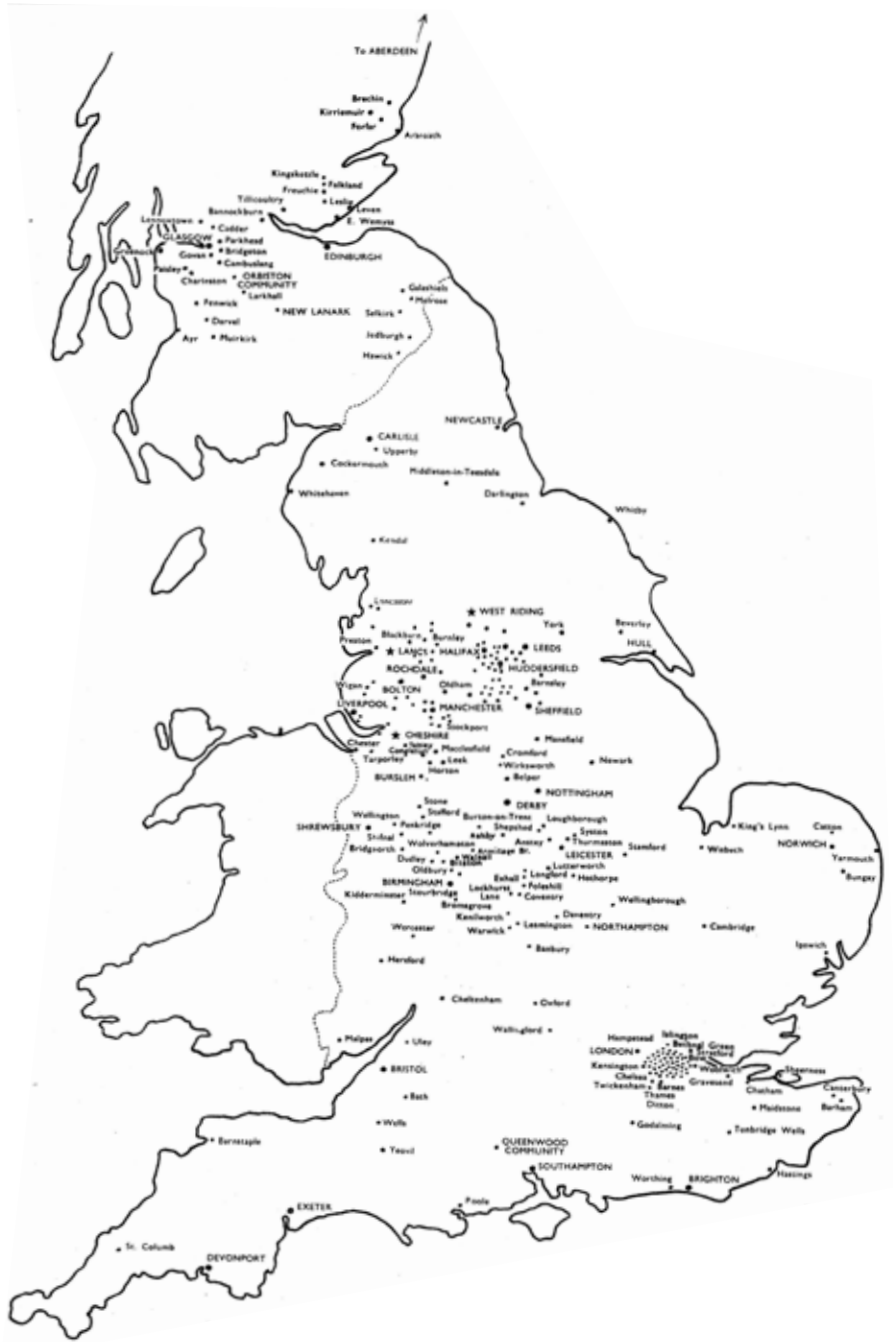 To ABERDEEN
Brechin
Kirriemuir
Forfar
Arbroath
Kingskettle
Falkland
Freuchie
Leslie
Tillicoultry
Leven
Bannockburn
E. Wemyss
Lennoxtown
Cadder
GLASGOW
Parkhead
EDINBURGH
Greenock
Govan
Bridgeton
Cambuslang
Paisley
Charleston
ORBISTON
COMMUNITY
Larkhall
Galashiels
Melrose
Fenwick
NEW LANARK
Selkirk
Darvel
Ayr
Muirkirk
Jedburgh
Hawick
NEWCASTLE
CARLISLE
Upperby
Cockermouth
Middleton-in-Teesdale
Whitehaven
Darlington
Whitby
Kendal
Lancaster
WEST RIDING
York
Beverley
Blackburn
Burnley
Preston
LANCS
HALIFAX
LEEDS
HULL
ROCHDALE
HUDDERSFIELD
Wigan
BOLTON
Oldham
Barnsley
LIVERPOOL
MANCHESTER
SHEFFIELD
Stockport
CHESHIRE
Mansfield
Chester
Congleton
Macclesfield
Cromford
Tarporley
Leek
Wirksworth
Newark
Horton
BURSLEM
Belper
NOTTINGHAM
Stone
DERBY
Wellington
Stafford
Burton-on-Trent
Loughborough
King's Lynn
Catton
SHREWSBURY
Penkridge
Shepshed
Syston
Shifnal
Ashby
Anstey
Thurmaston
Stamford
Wisbech
NORWICH
Bridgnorth
Wolverhampton
Armitage Br.
LEICESTER
Yarmouth
Dudley
Walsall
Bilston
Lutterworth
Oldbury
Exhall
Longford
Hothorpe
Bungay
BIRMINGHAM
Lockhurst
Lane
Foleshill
Kidderminster
Stourbridge
Coventry
Wellingborough
Bromsgrove
Kenilworth
Daventry
Worcester
Warwick
Leamington
NORTHAMPTON
Cambridge
Banbury
Ipswich
Hereford
Cheltenham
Oxford
Wallingford
Malpas
Uley
Hampstead
Islington
Bethnal Green
LONDON
Stratford
Bow
BRISTOL
Kensington
Woolwich
Sheerness
Chelsea
Gravesend
Twickenham
Barnes
Chatham
Canterbury
Bath
Thames
Ditton
Maidstone
Barham
Wells
Godalming
Tonbridge Wells
Barnstaple
Yeovil
QUEENWOOD
COMMUNITY
SOUTHAMPTON
Worthing
BRIGHTON
Hastings
EXETER
Poole
St. Columb
DEVONPORT